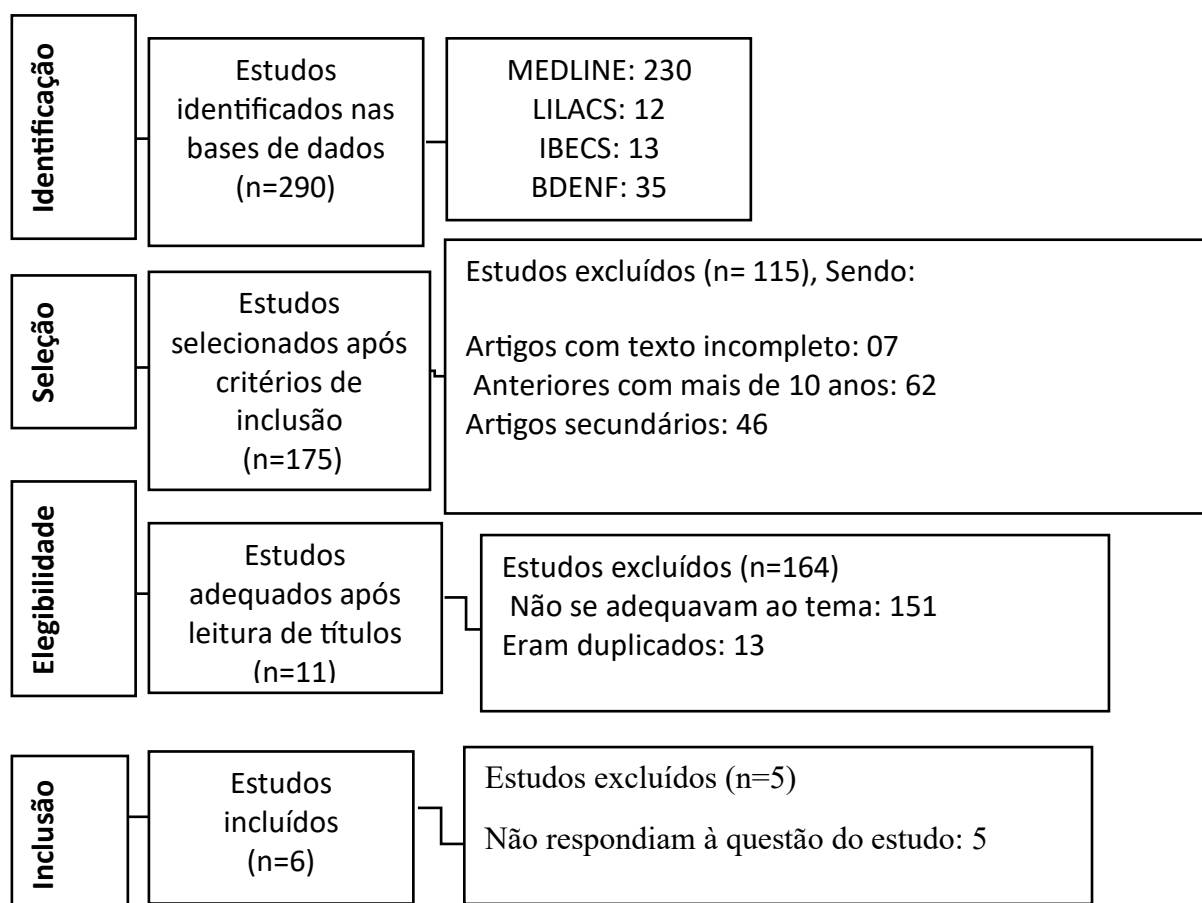 Identificação
Estudos
identificados nas
bases de dados
(n=290)
MEDLINE: 230
LILACS: 12
IBECS: 13
BDENF: 35
Seleção
Estudos
selecionados após
critérios de
inclusão
(n=175)
Estudos excluídos (n= 115), Sendo:
Artigos com texto incompleto: 07
Anteriores com mais de 10 anos: 62
Artigos secundários: 46
Elegibilidade
Estudos
adequados após
leitura de títulos
(n=11)
Estudos excluídos (n=164)
Não se adequavam ao tema: 151
Eram duplicados: 13
Inclusão
Estudos
incluídos
(n=6)
Estudos excluídos (n=5)
Não respondiam à questão do estudo: 5